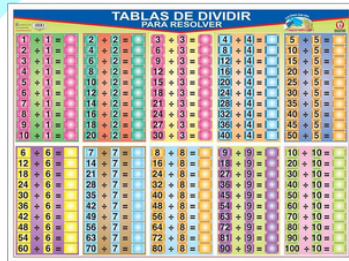 TABLAS DE DIVIDIR
PARA RESOLVER
1 ÷ 1 =
2 ÷ 1 =
3 ÷ 1 =
4 ÷ 1 =
5 ÷ 1 =
6 ÷ 1 =
7 ÷ 1 =
8 ÷ 1 =
9 ÷ 1 =
10 ÷ 1 =
2 ÷ 2 =
4 ÷ 2 =
6 ÷ 2 =
8 ÷ 2 =
10 ÷ 2 =
12 ÷ 2 =
14 ÷ 2 =
16 ÷ 2 =
18 ÷ 2 =
20 ÷ 2 =
3 ÷ 3 =
6 ÷ 3 =
9 ÷ 3 =
12 ÷ 3 =
15 ÷ 3 =
18 ÷ 3 =
21 ÷ 3 =
24 ÷ 3 =
27 ÷ 3 =
30 ÷ 3 =
4 ÷ 4 =
8 ÷ 4 =
12 ÷ 4 =
16 ÷ 4 =
20 ÷ 4 =
24 ÷ 4 =
28 ÷ 4 =
32 ÷ 4 =
36 ÷ 4 =
40 ÷ 4 =
5 ÷ 5 =
10 ÷ 5 =
15 ÷ 5 =
20 ÷ 5 =
25 ÷ 5 =
30 ÷ 5 =
35 ÷ 5 =
40 ÷ 5 =
45 ÷ 5 =
50 ÷ 5 =
6 ÷ 6 =
12 ÷ 6 =
18 ÷ 6 =
24 ÷ 6 =
30 ÷ 6 =
36 ÷ 6 =
42 ÷ 6 =
48 ÷ 6 =
54 ÷ 6 =
60 ÷ 6 =
7 ÷ 7 =
14 ÷ 7 =
21 ÷ 7 =
28 ÷ 7 =
35 ÷ 7 =
42 ÷ 7 =
49 ÷ 7 =
56 ÷ 7 =
63 ÷ 7 =
70 ÷ 7 =
8 ÷ 8 =
16 ÷ 8 =
24 ÷ 8 =
32 ÷ 8 =
40 ÷ 8 =
48 ÷ 8 =
56 ÷ 8 =
64 ÷ 8 =
72 ÷ 8 =
80 ÷ 8 =
9 ÷ 9 =
18 ÷ 9 =
27 ÷ 9 =
36 ÷ 9 =
45 ÷ 9 =
54 ÷ 9 =
63 ÷ 9 =
72 ÷ 9 =
81 ÷ 9 =
90 ÷ 9 =
10 ÷ 10 =
20 ÷ 10 =
30 ÷ 10 =
40 ÷ 10 =
50 ÷ 10 =
60 ÷ 10 =
70 ÷ 10 =
80 ÷ 10 =
90 ÷ 10 =
100 ÷ 10 =